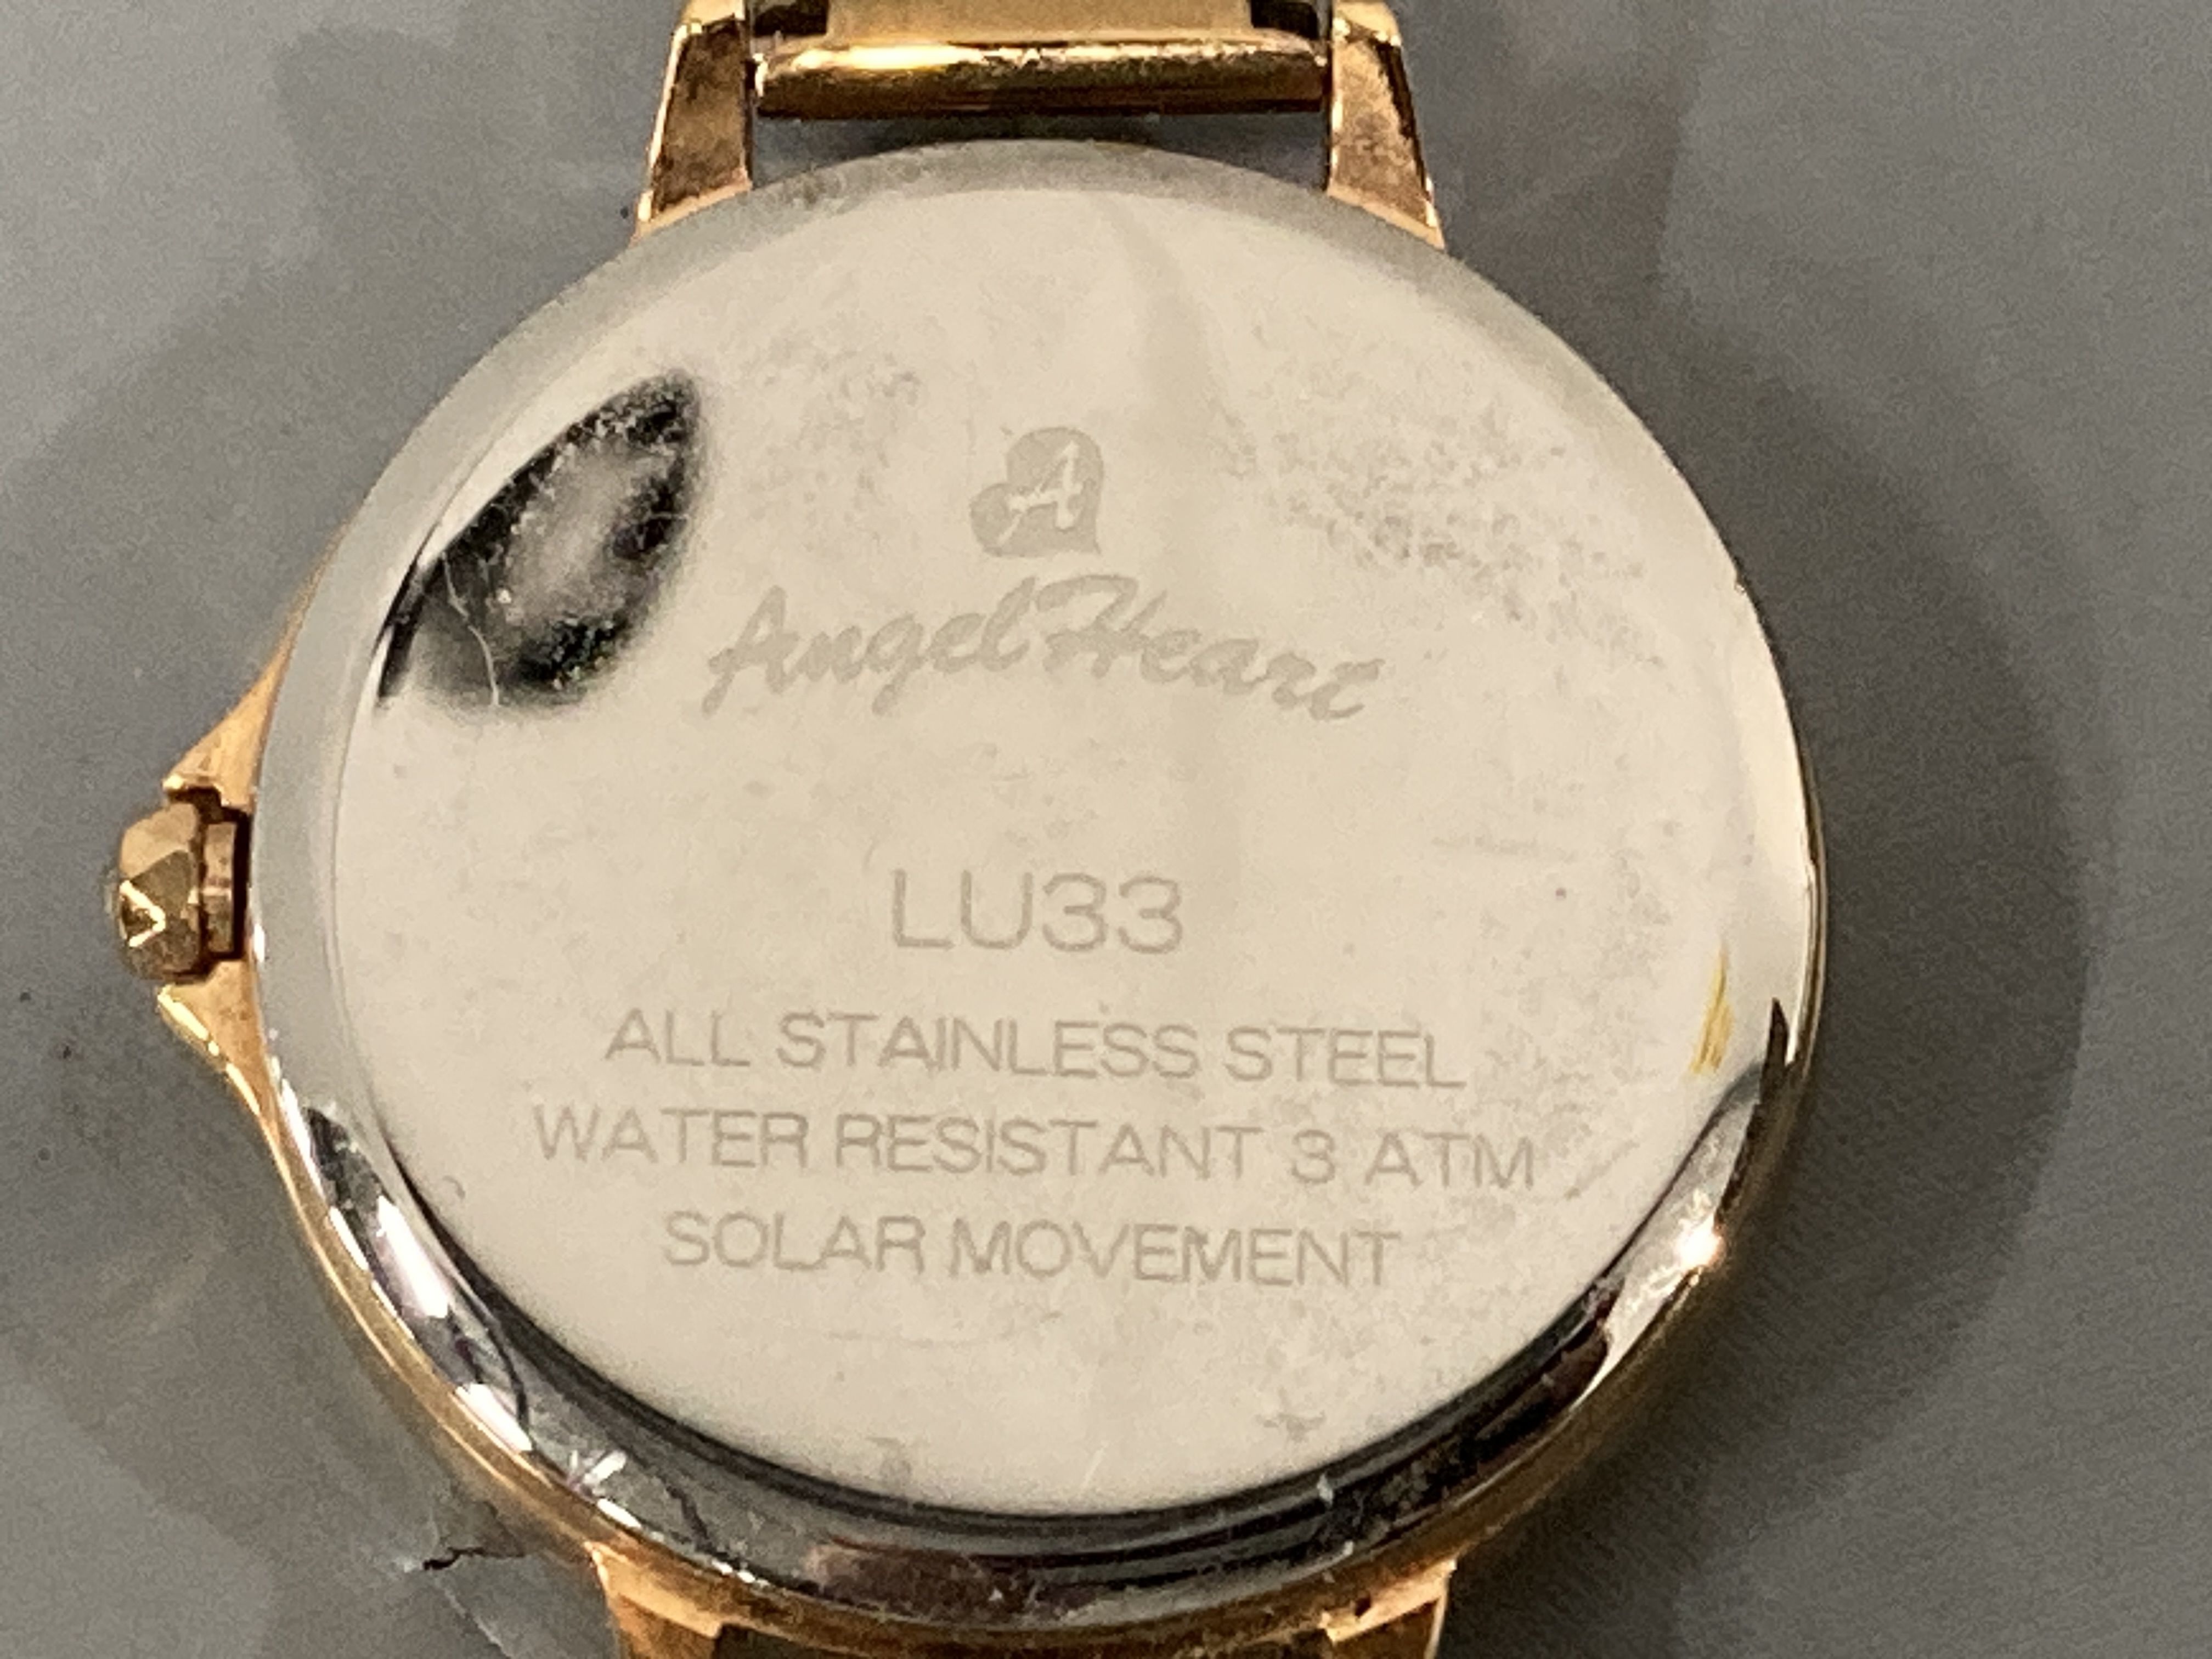 A
Angel Heart
LU33
ALL STAINLESS STEEL
WATER RESISTANT 3 ATM
SOLAR MOVEMENT